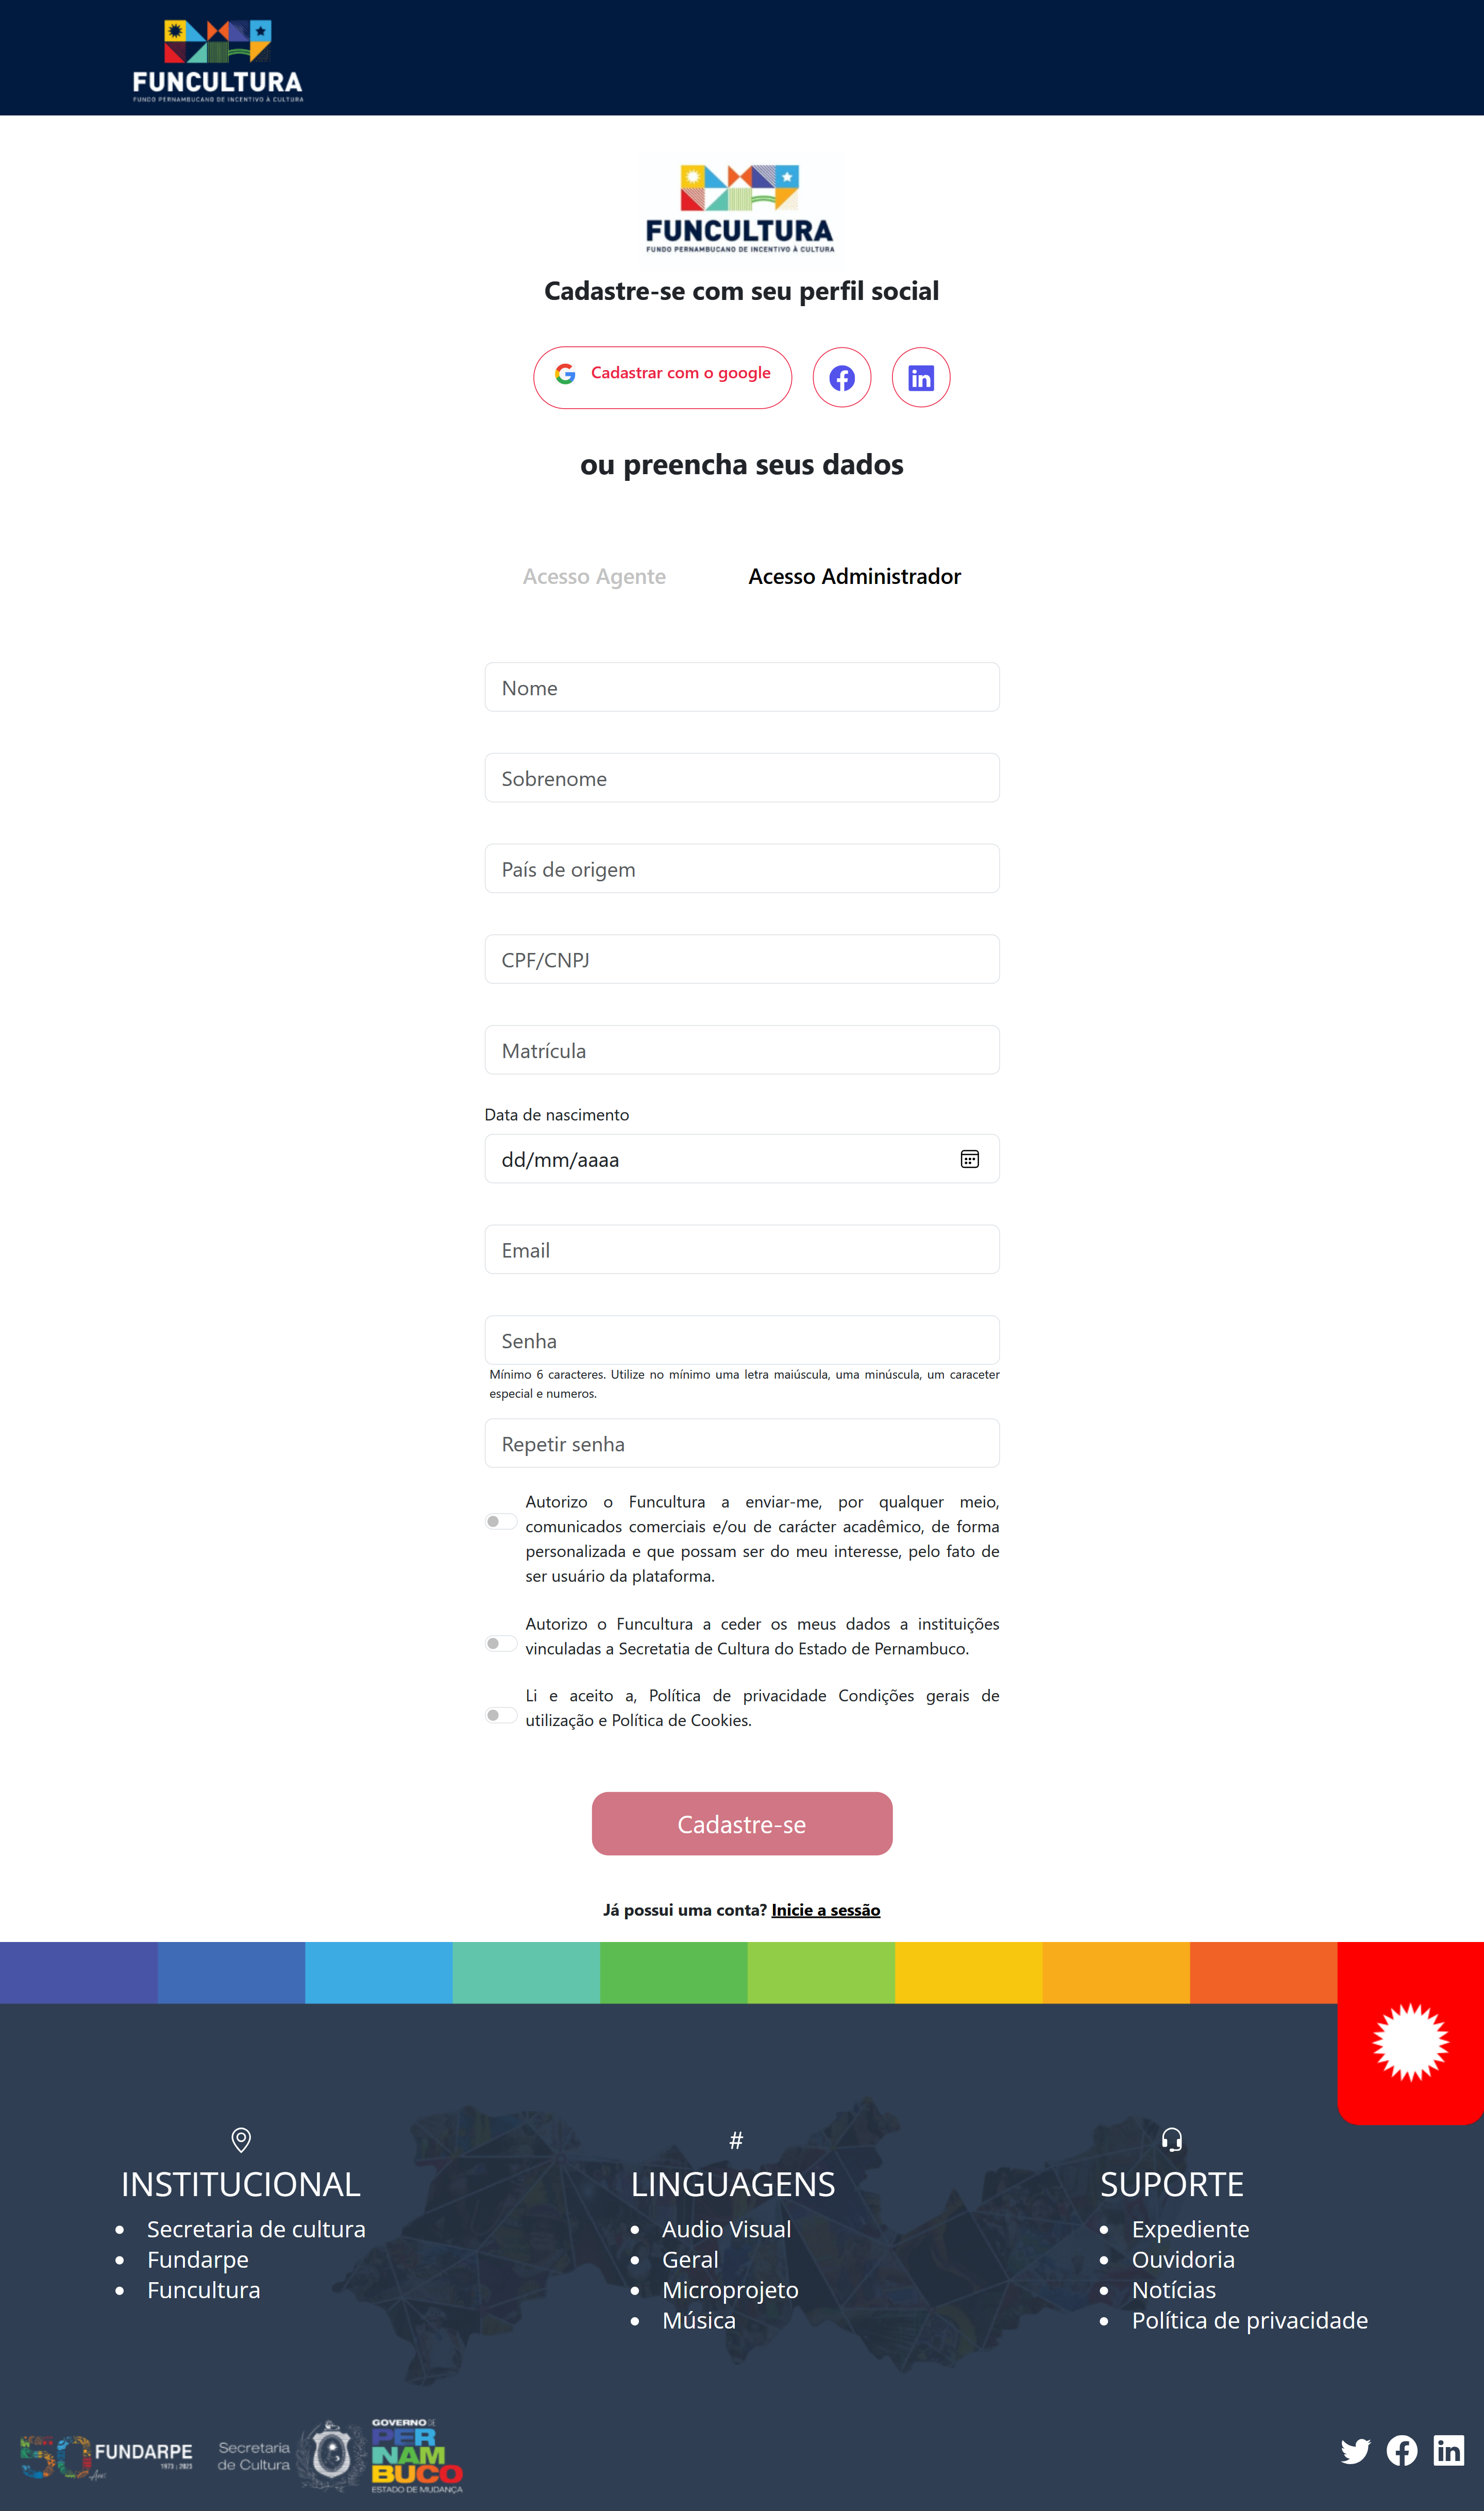 FUNCULTURA
FUNDO PERNAMBUCANO DE INCENTIVO À CULTURA
FUNCULTURA
FUNDO PERNAMBUCANO DE INCENTIVO À CULTURA
Cadastre-se com seu perfil social
Cadastrar com o google
ou preencha seus dados
Acesso Agente
Acesso Administrador
Nome
Sobrenome
País de origem
CPF/CNPJ
Matrícula
Data de nascimento
dd/mm/aaaa
Email
Senha
Mínimo 6 caracteres. Utilize no mínimo uma letra maiúscula, uma minúscula, um caraceter
especial e numeros.
Repetir senha
Autorizo o Funcultura a enviar-me, por qualquer meio,
comunicados comerciais e/ou de carácter acadêmico, de forma
personalizada e que possam ser do meu interesse, pelo fato de
ser usuário da plataforma.
Autorizo o Funcultura a ceder os meus dados a instituições
vinculadas a Secretatia de Cultura do Estado de Pernambuco.
Li e aceito a, Política de privacidade Condições gerais de
utilização e Política de Cookies.
Cadastre-se
Já possui uma conta? Inicie a sessão
#
INSTITUCIONAL
Secretaria de cultura
Fundarpe
Funcultura
LINGUAGENS
Audio Visual
Geral
Microprojeto
Música
SUPORTE
Expediente
Ouvidoria
Notícias
Política de privacidade
50 Anos FUNDARPE
1973 | 2023
Secretaria
de Cultura
GOVERNO DE
PER
NAM
BUCO
ESTADO DE MUDANÇA